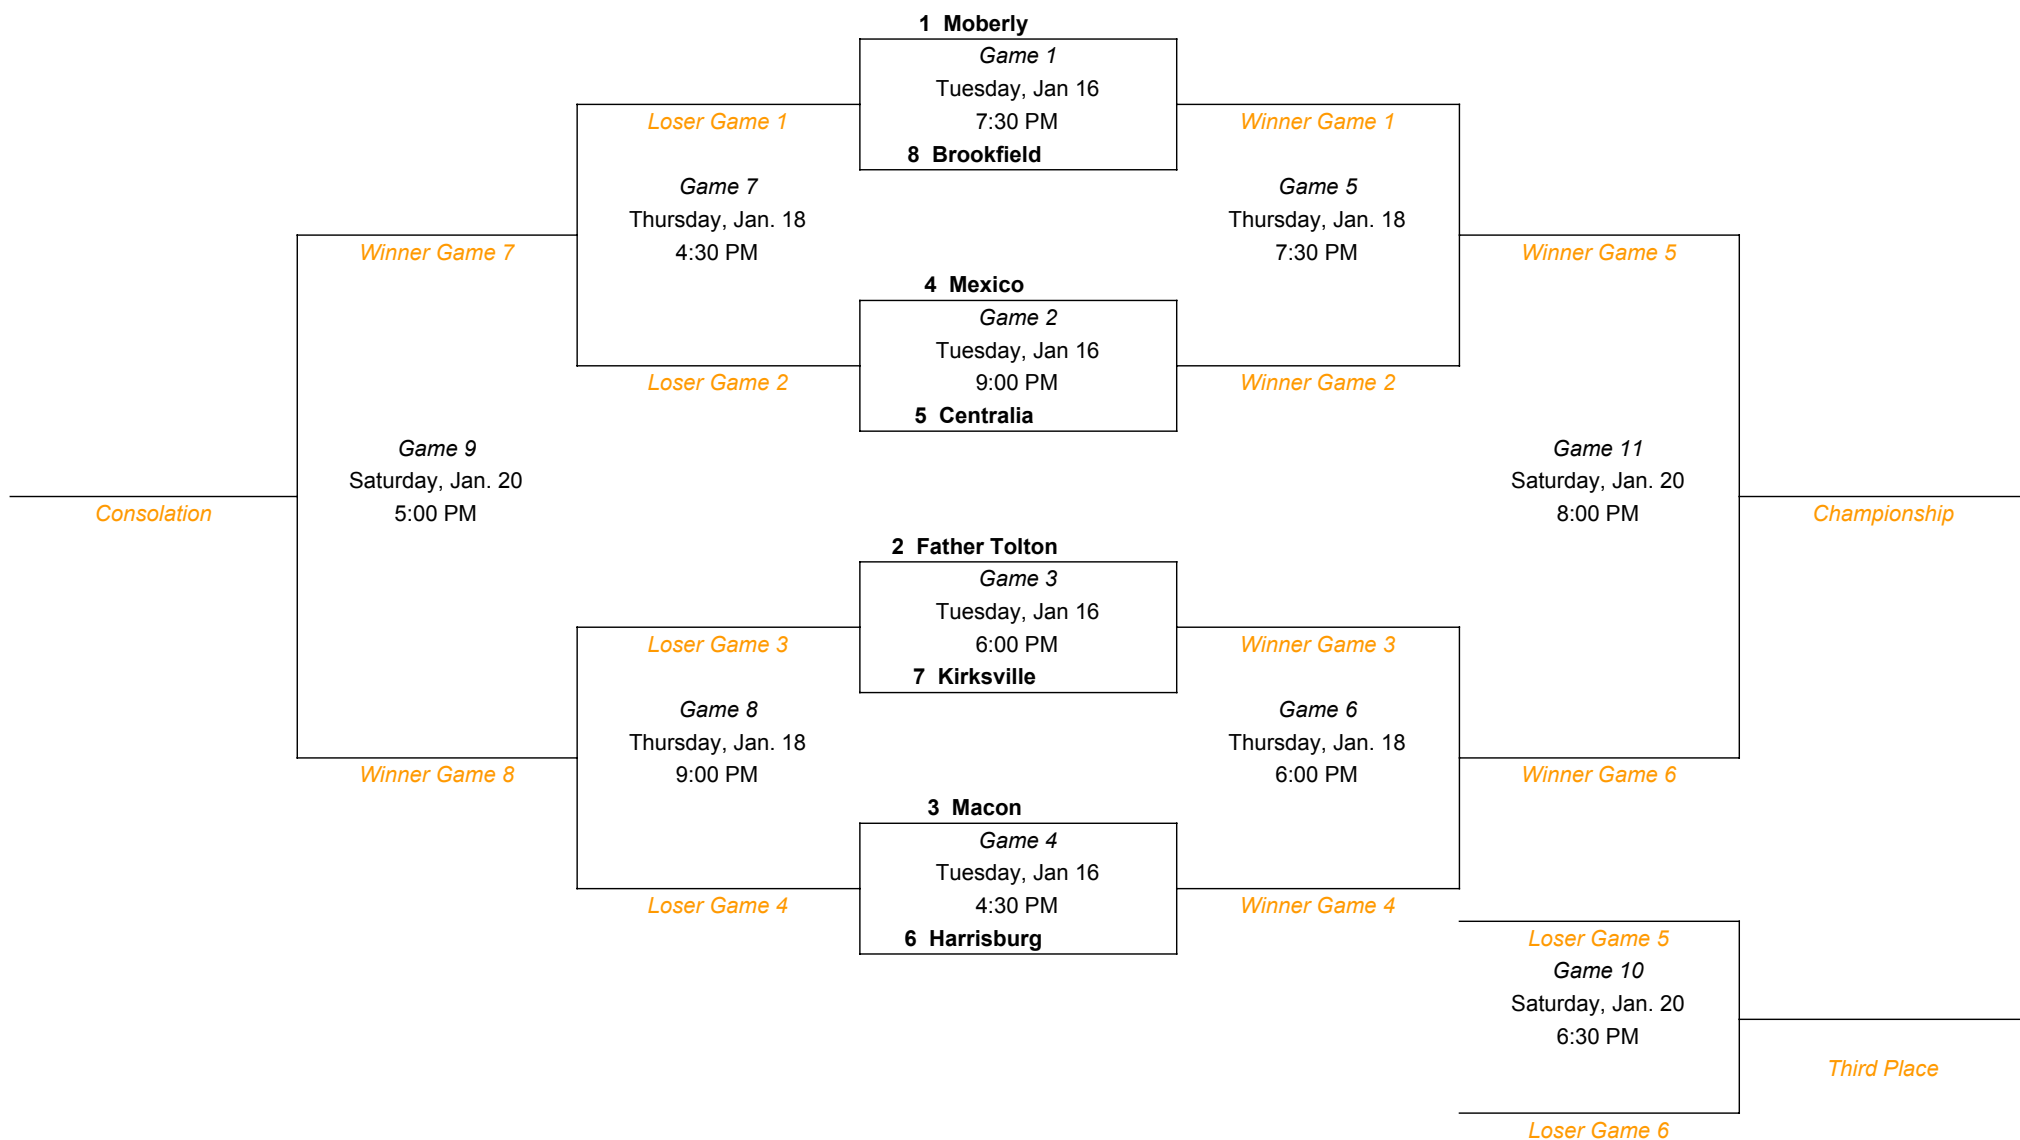 1 Moberly
Game 1
Tuesday, Jan 16
7:30 PM
8 Brookfield
Loser Game 1
Winner Game 1
Game 7
Thursday, Jan. 18
4:30 PM
Game 5
Thursday, Jan. 18
7:30 PM
Winner Game 7
Winner Game 5
4 Mexico
Game 2
Tuesday, Jan 16
9:00 PM
5 Centralia
Loser Game 2
Winner Game 2
Game 9
Saturday, Jan. 20
5:00 PM
Game 11
Saturday, Jan. 20
8:00 PM
Consolation
Championship
2 Father Tolton
Game 3
Tuesday, Jan 16
6:00 PM
7 Kirksville
Loser Game 3
Winner Game 3
Game 8
Thursday, Jan. 18
9:00 PM
Game 6
Thursday, Jan. 18
6:00 PM
Winner Game 8
Winner Game 6
3 Macon
Game 4
Tuesday, Jan 16
4:30 PM
6 Harrisburg
Loser Game 4
Winner Game 4
Loser Game 5
Game 10
Saturday, Jan. 20
6:30 PM
Third Place
Loser Game 6